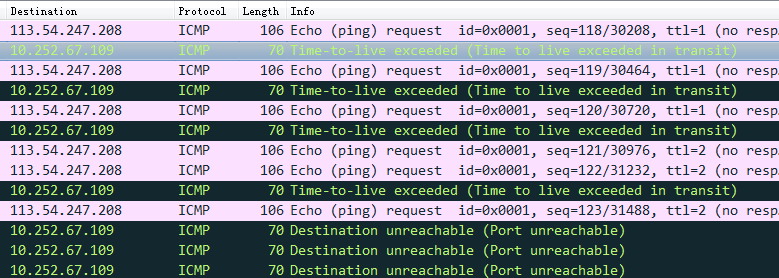 Destination Protocol Length Info
113.54.247.208 ICMP 106 Echo (ping) request id=0x0001, seq=118/30208, ttl=1 (no resp
10.252.67.109 ICMP 70 Time-to-live exceeded (Time to live exceeded in transit)
113.54.247.208 ICMP 106 Echo (ping) request id=0x0001, seq=119/30464, ttl=1 (no resp
10.252.67.109 ICMP 70 Time-to-live exceeded (Time to live exceeded in transit)
113.54.247.208 ICMP 106 Echo (ping) request id=0x0001, seq=120/30720, ttl=1 (no resp
10.252.67.109 ICMP 70 Time-to-live exceeded (Time to live exceeded in transit)
113.54.247.208 ICMP 106 Echo (ping) request id=0x0001, seq=121/30976, ttl=2 (no resp
113.54.247.208 ICMP 106 Echo (ping) request id=0x0001, seq=122/31232, ttl=2 (no resp
10.252.67.109 ICMP 70 Time-to-live exceeded (Time to live exceeded in transit)
113.54.247.208 ICMP 106 Echo (ping) request id=0x0001, seq=123/31488, ttl=2 (no resp
10.252.67.109 ICMP 70 Destination unreachable (Port unreachable)
10.252.67.109 ICMP 70 Destination unreachable (Port unreachable)
10.252.67.109 ICMP 70 Destination unreachable (Port unreachable)